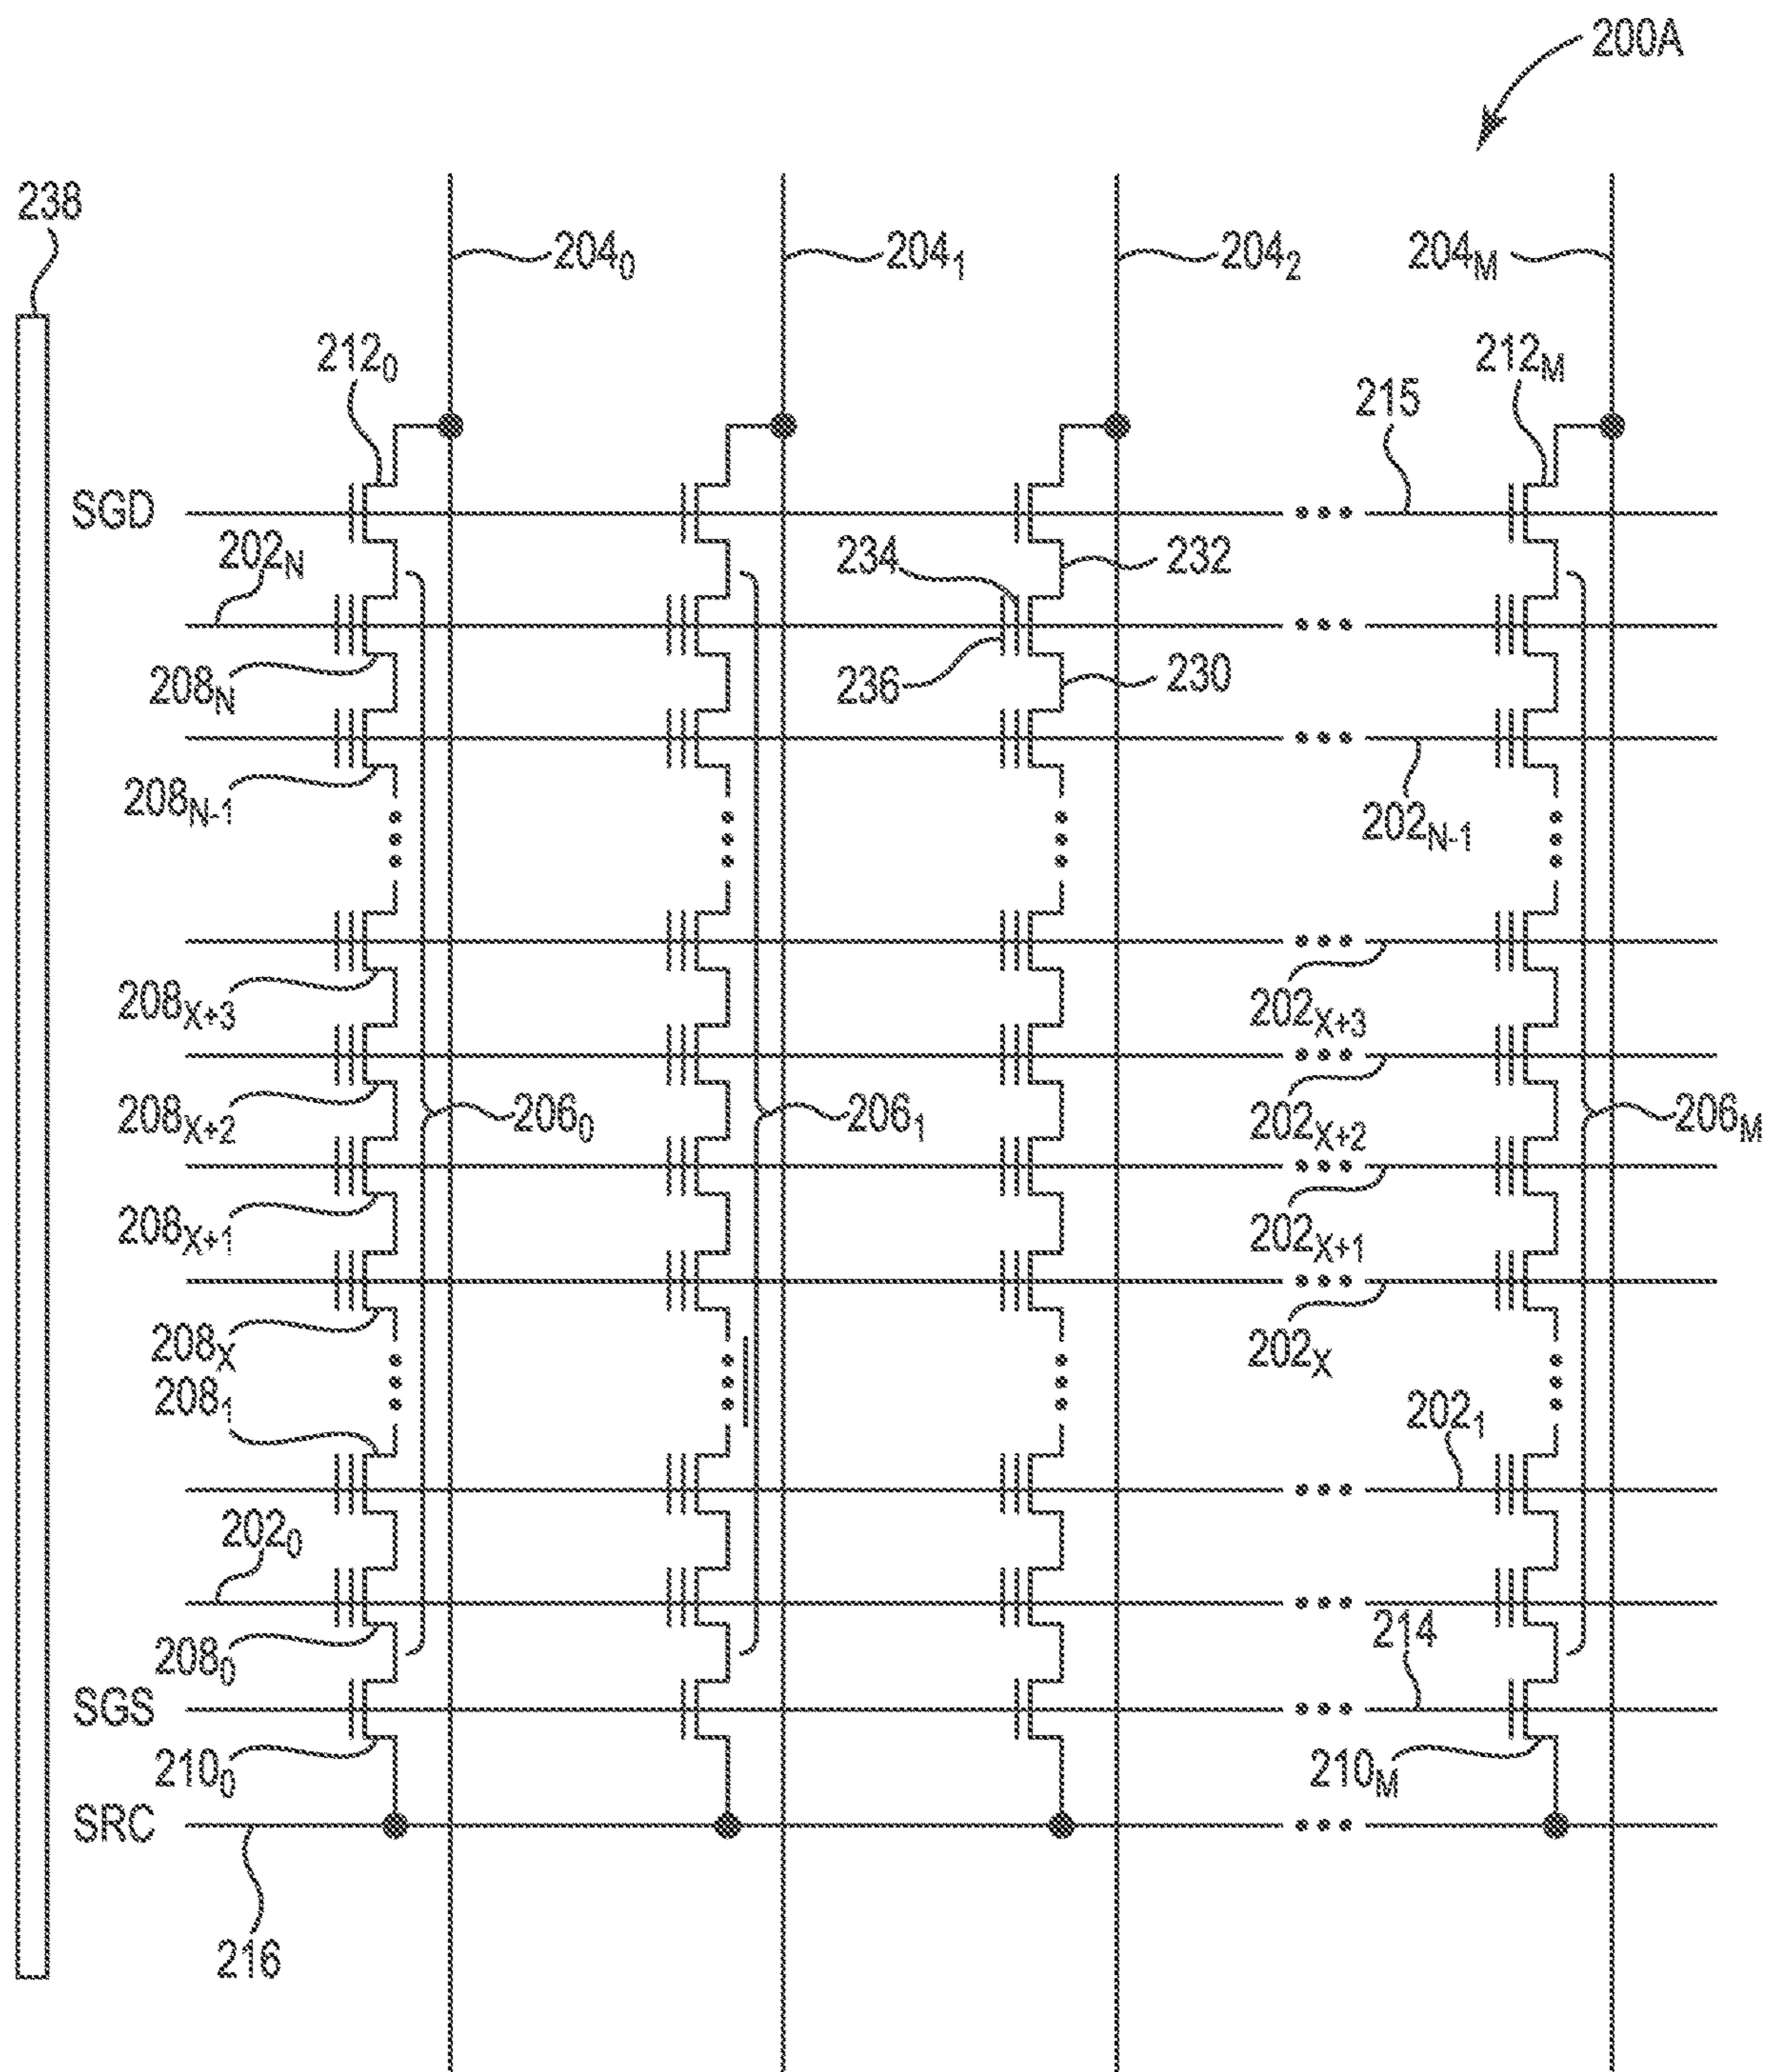 200A
238
204₀ 204₁ 204₂ 204M
212₀ 215 212M
SGD
202N 234 232
208N 236 230
208N-1 202N-1
208X+3 202X+3
208X+2 206₀ 206₁ 202X+2 206M
208X+1 202X+1
208X 202X
208₁ 202₁
202₀
208₀ 214
SGS
210₀ 210M
SRC
216